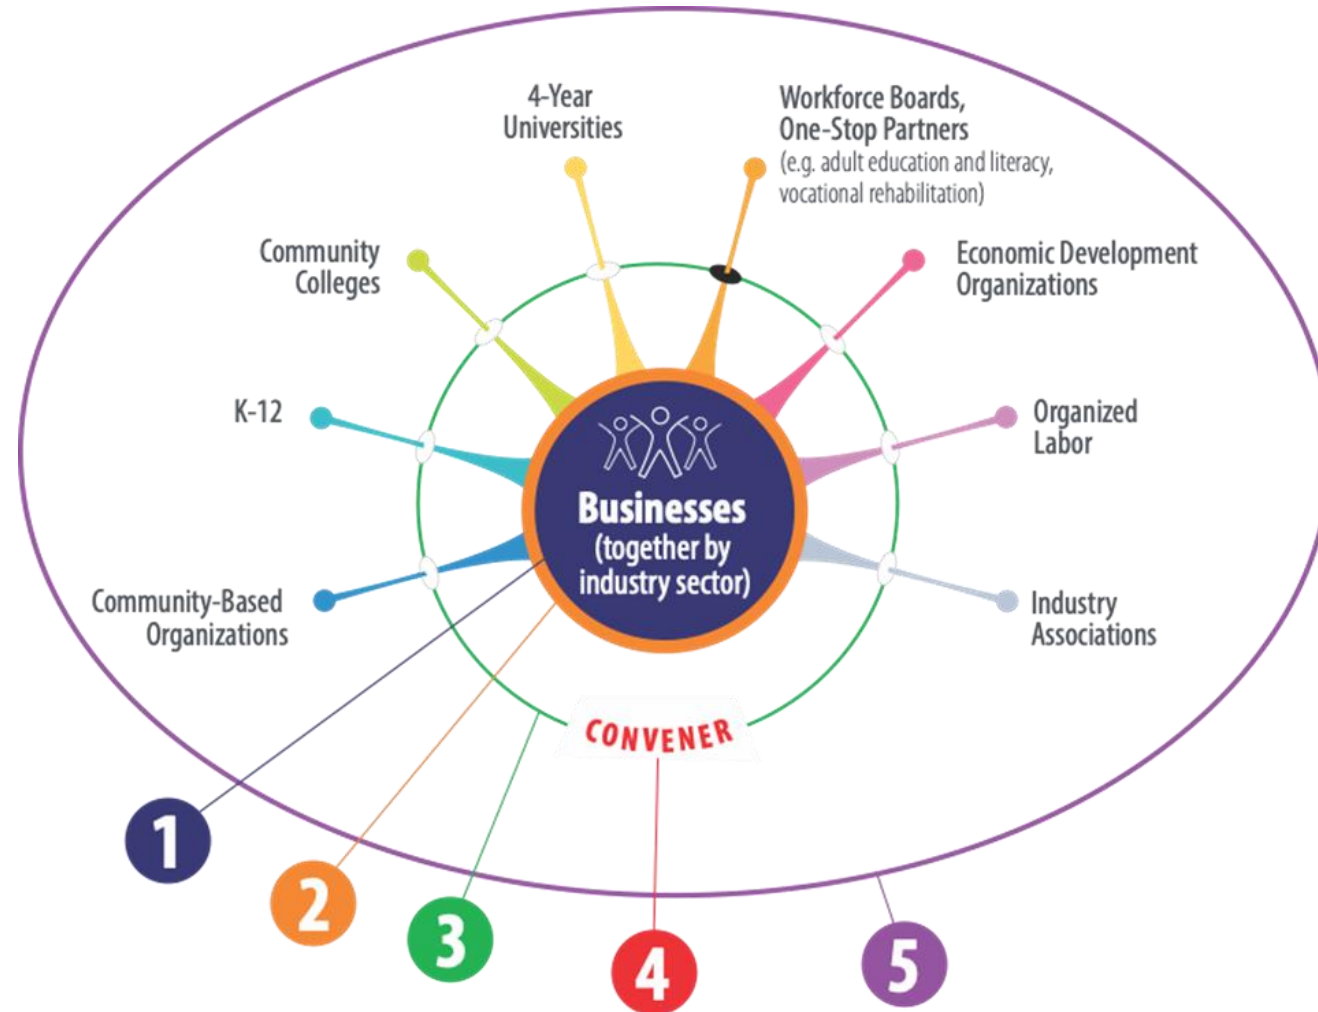 4-Year
Universities
Workforce Boards,
One-Stop Partners
(e.g. adult education and literacy,
vocational rehabilitation)
Community
Colleges
Economic Development
Organizations
K-12
Organized
Labor
Businesses
(together by
industry sector)
Community-Based
Organizations
Industry
Associations
CONVENER
1
2
3
4
5